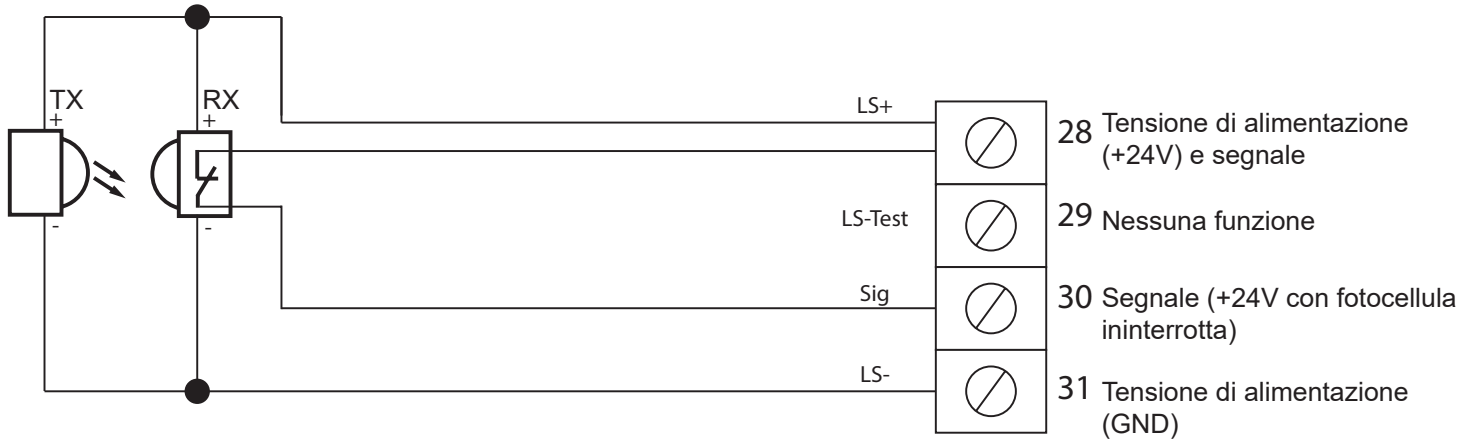 TX
+
-
RX
+
-
LS+
28 Tensione di alimentazione
(+24V) e segnale
LS-Test
29 Nessuna funzione
Sig
30 Segnale (+24V con fotocellula
ininterrotta)
LS-
31 Tensione di alimentazione
(GND)